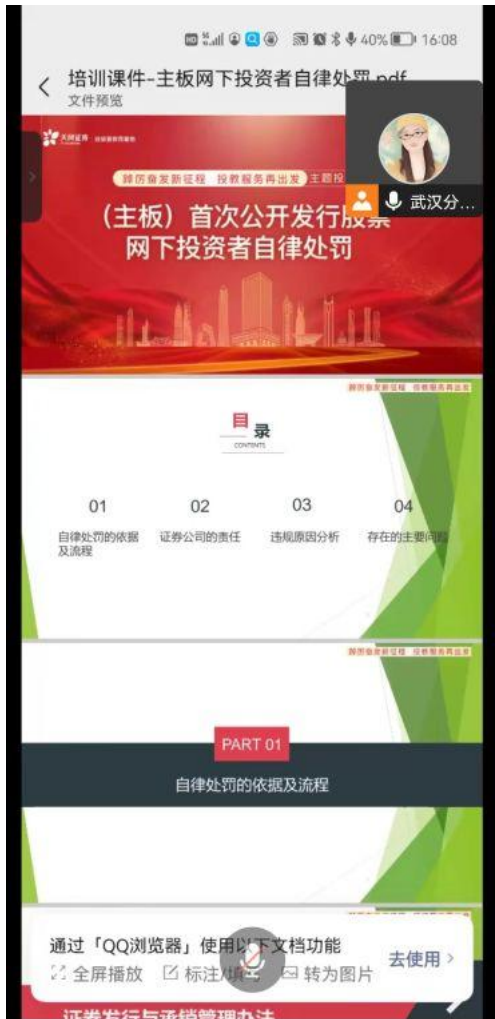 40% 16:08
培训课件-主板网下投资者自律处罚.pdf
文件预览
武汉分...
天风证券
踔厉奋发新征程 投教服务再出发 主题投
(主板)首次公开发行股票
网下投资者自律处罚
踔厉奋发新征程 投教服务再出发
目录
CONTENTS
01
自律处罚的依据
及流程
02
证券公司的责任
03
违规原因分析
04
存在的主要问题
踔厉奋发新征程 投教服务再出发
PART 01
自律处罚的依据及流程
通过「QQ浏览器」使用以下文档功能
全屏播放 标注/填写 转为图片
去使用
证券发行与承销管理办法